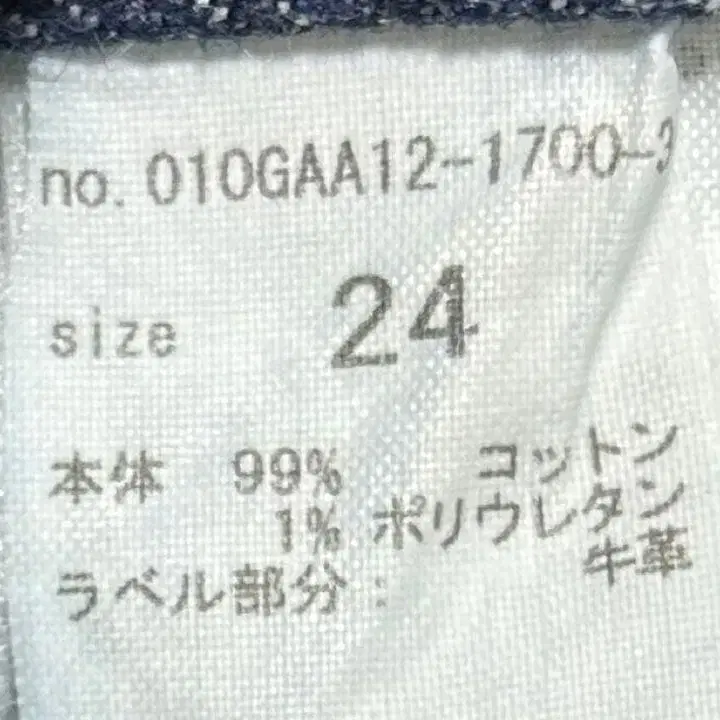 no. 010GAA12-1700-3
size 24
本体 99% コットン
1% ポリウレタン
ラベル部分: 牛革